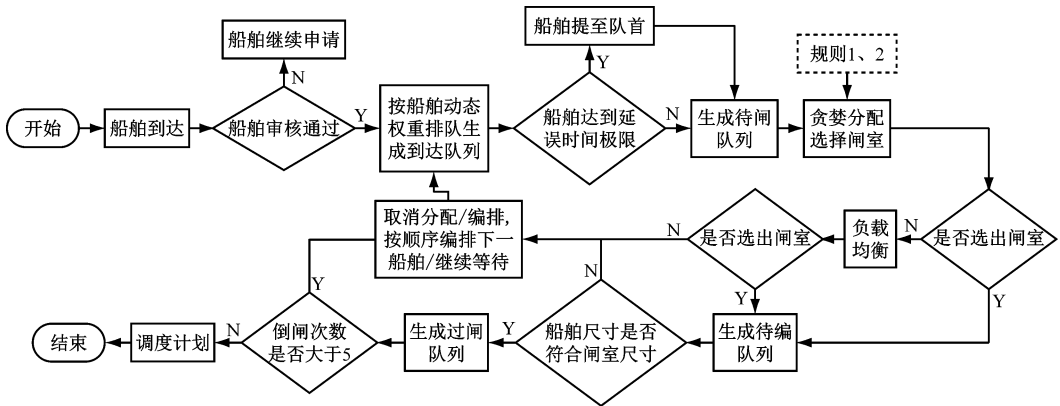 船舶继续申请
N
开始
船舶到达
船舶审核通过
Y
按船舶动态
权重排队生
成到达队列
船舶提至队首
Y
船舶达到延
误时间极限
N
生成待闸
队列
规则1、2
贪婪分配
选择闸室
是否选出闸室
N
Y
负载
均衡
是否选出闸室
N
Y
取消分配/编排,
按顺序编排下一
船舶/继续等待
生成待编
队列
船舶尺寸是否
符合闸室尺寸
N
Y
生成过闸
队列
倒闸次数
是否大于5
Y
N
调度计划
结束